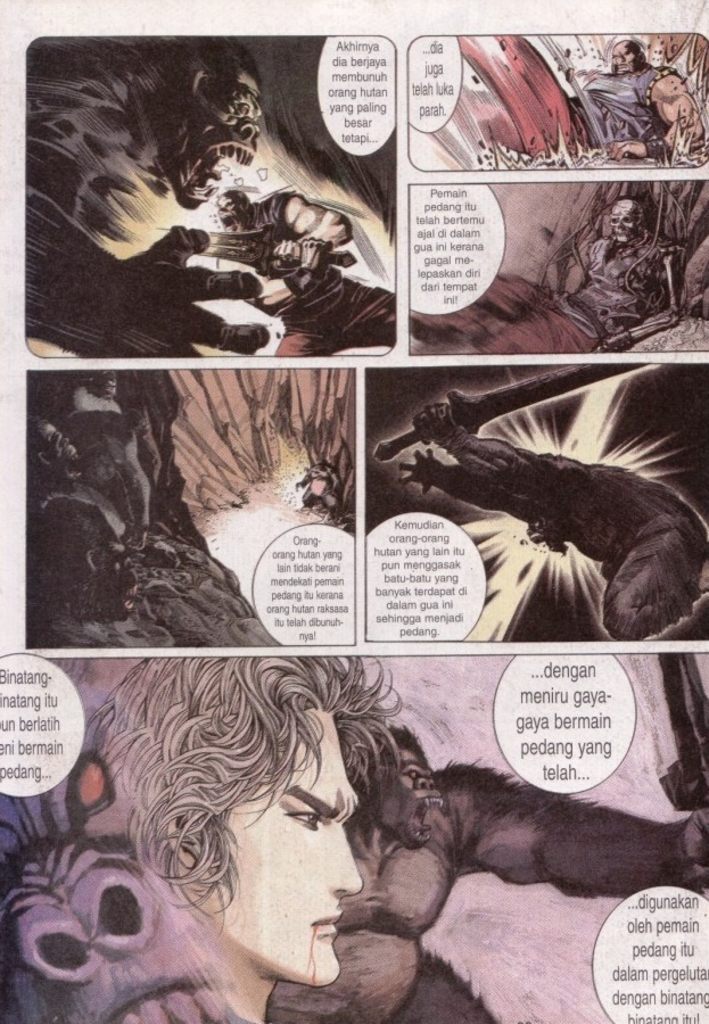 Akhirnya
dia berjaya
membunuh
orang hutan
yang paling
besar
tetapi...
...dia
juga
telah luka
parah.
Pemain
pedang itu
telah bertemu
ajal di dalam
gua ini kerana
gagal me-
lepaskan diri
dari tempat
ini!
Orang-
orang hutan yang
lain tidak berani
mendekati pemain
pedang itu kerana
orang hutan raksasa
itu telah dibunuh-
nya!
Kemudian
orang-orang
hutan yang lain itu
pun menggasak
batu-batu yang
banyak terdapat di
dalam gua ini
sehingga menjadi
pedang.
Binatang-
inatang itu
pun berlatih
eni bermain
pedang...
...dengan
meniru gaya-
gaya bermain
pedang yang
telah...
...digunakan
oleh pemain
pedang itu
dalam pergelutan
dengan binatang
binatang itu!